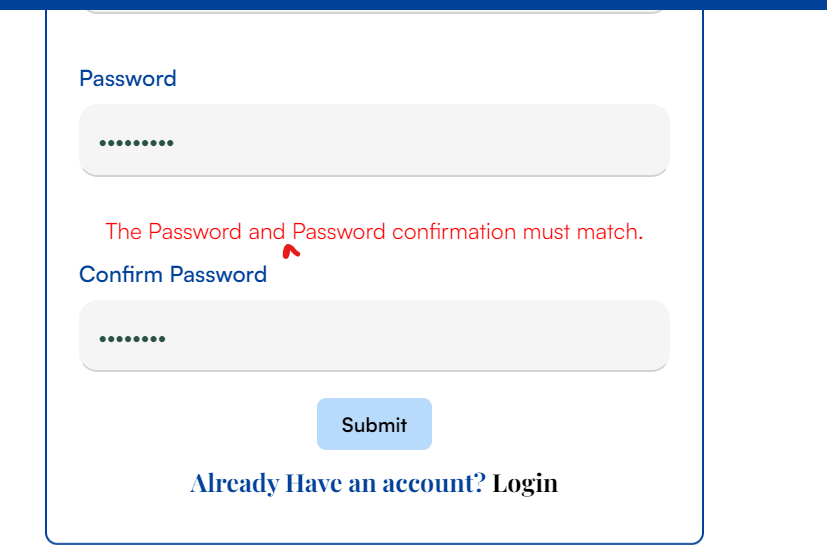 Password
•••••••••
The Password and Password confirmation must match.
Confirm Password
••••••••
Submit
Already Have an account? Login